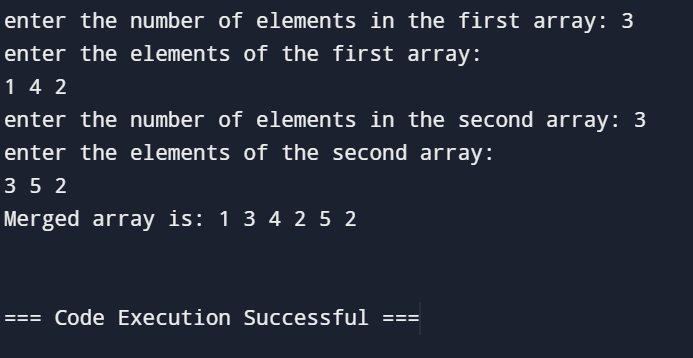 enter the number of elements in the first array: 3
enter the elements of the first array:
1 4 2
enter the number of elements in the second array: 3
enter the elements of the second array:
3 5 2
Merged array is: 1 3 4 2 5 2
=== Code Execution Successful ===